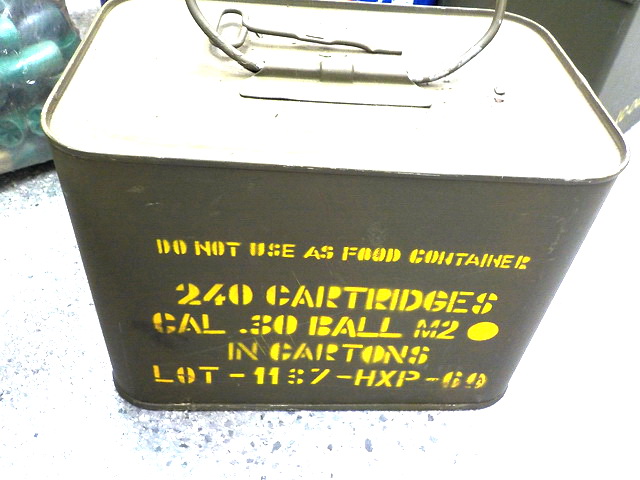 DO NOT USE AS FOOD CONTAINER
240 CARTRIDGES
CAL .30 BALL M2
IN CARTONS
LOT - 1137-HXP-69